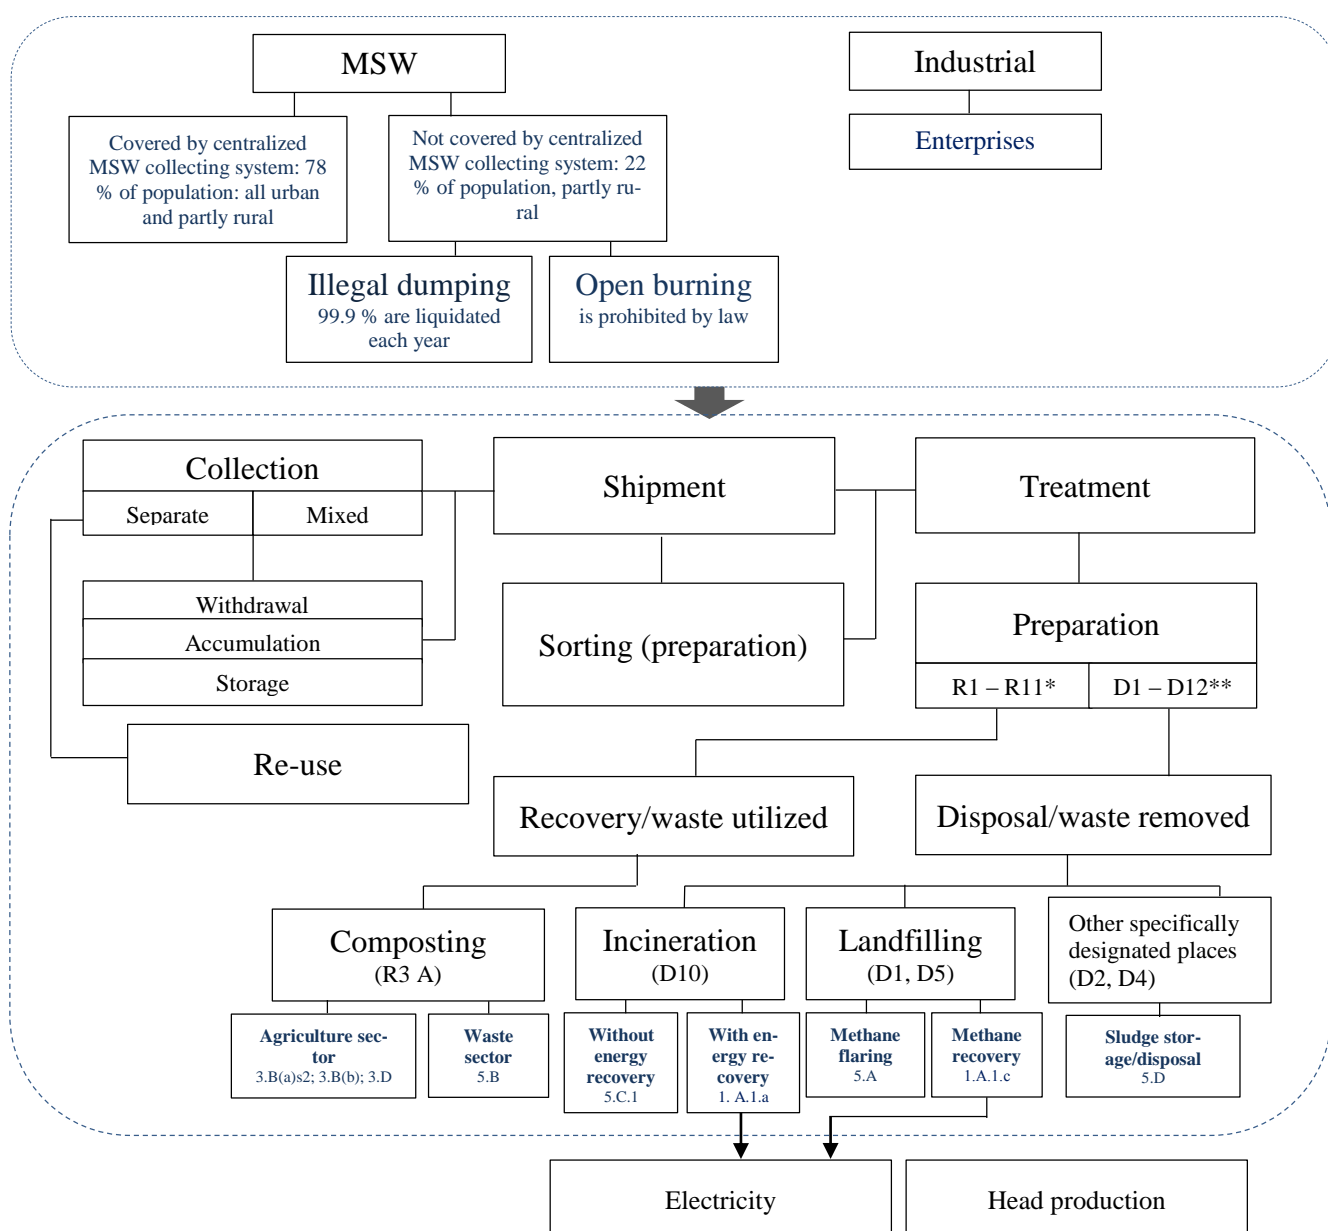 MSW
Industrial
Covered by centralized
MSW collecting system: 78
% of population: all urban
and partly rural
Not covered by centralized
MSW collecting system: 22
% of population, partly ru-
ral
Enterprises
Illegal dumping
99.9 % are liquidated
each year
Open burning
is prohibited by law
Collection
Separate
Mixed
Shipment
Treatment
Withdrawal
Accumulation
Storage
Sorting (preparation)
Preparation
R1 – R11*
D1 – D12**
Re-use
Recovery/waste utilized
Disposal/waste removed
Composting
(R3 A)
Incineration
(D10)
Landfilling
(D1, D5)
Other specifically
designated places
(D2, D4)
Agriculture sec-
tor
3.B(a)s2; 3.B(b); 3.D
Waste
sector
5.B
Without
energy
recovery
5.C.1
With en-
ergy re-
covery
1. A.1.a
Methane
flaring
5.A
Methane
recovery
1.A.1.c
Sludge stor-
age/disposal
5.D
Electricity
Head production